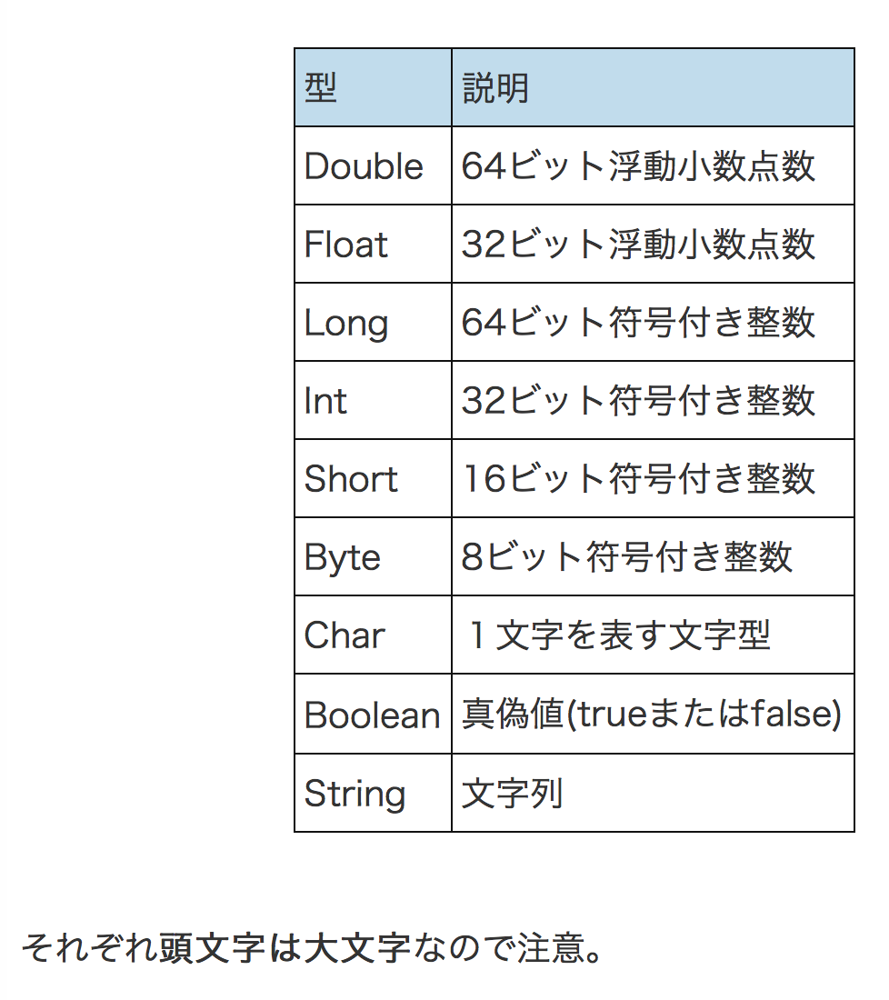 型 説明
Double 64ビット浮動小数点数
Float 32ビット浮動小数点数
Long 64ビット符号付き整数
Int 32ビット符号付き整数
Short 16ビット符号付き整数
Byte 8ビット符号付き整数
Char １文字を表す文字型
Boolean 真偽値(trueまたはfalse)
String 文字列
それぞれ頭文字は大文字なので注意。